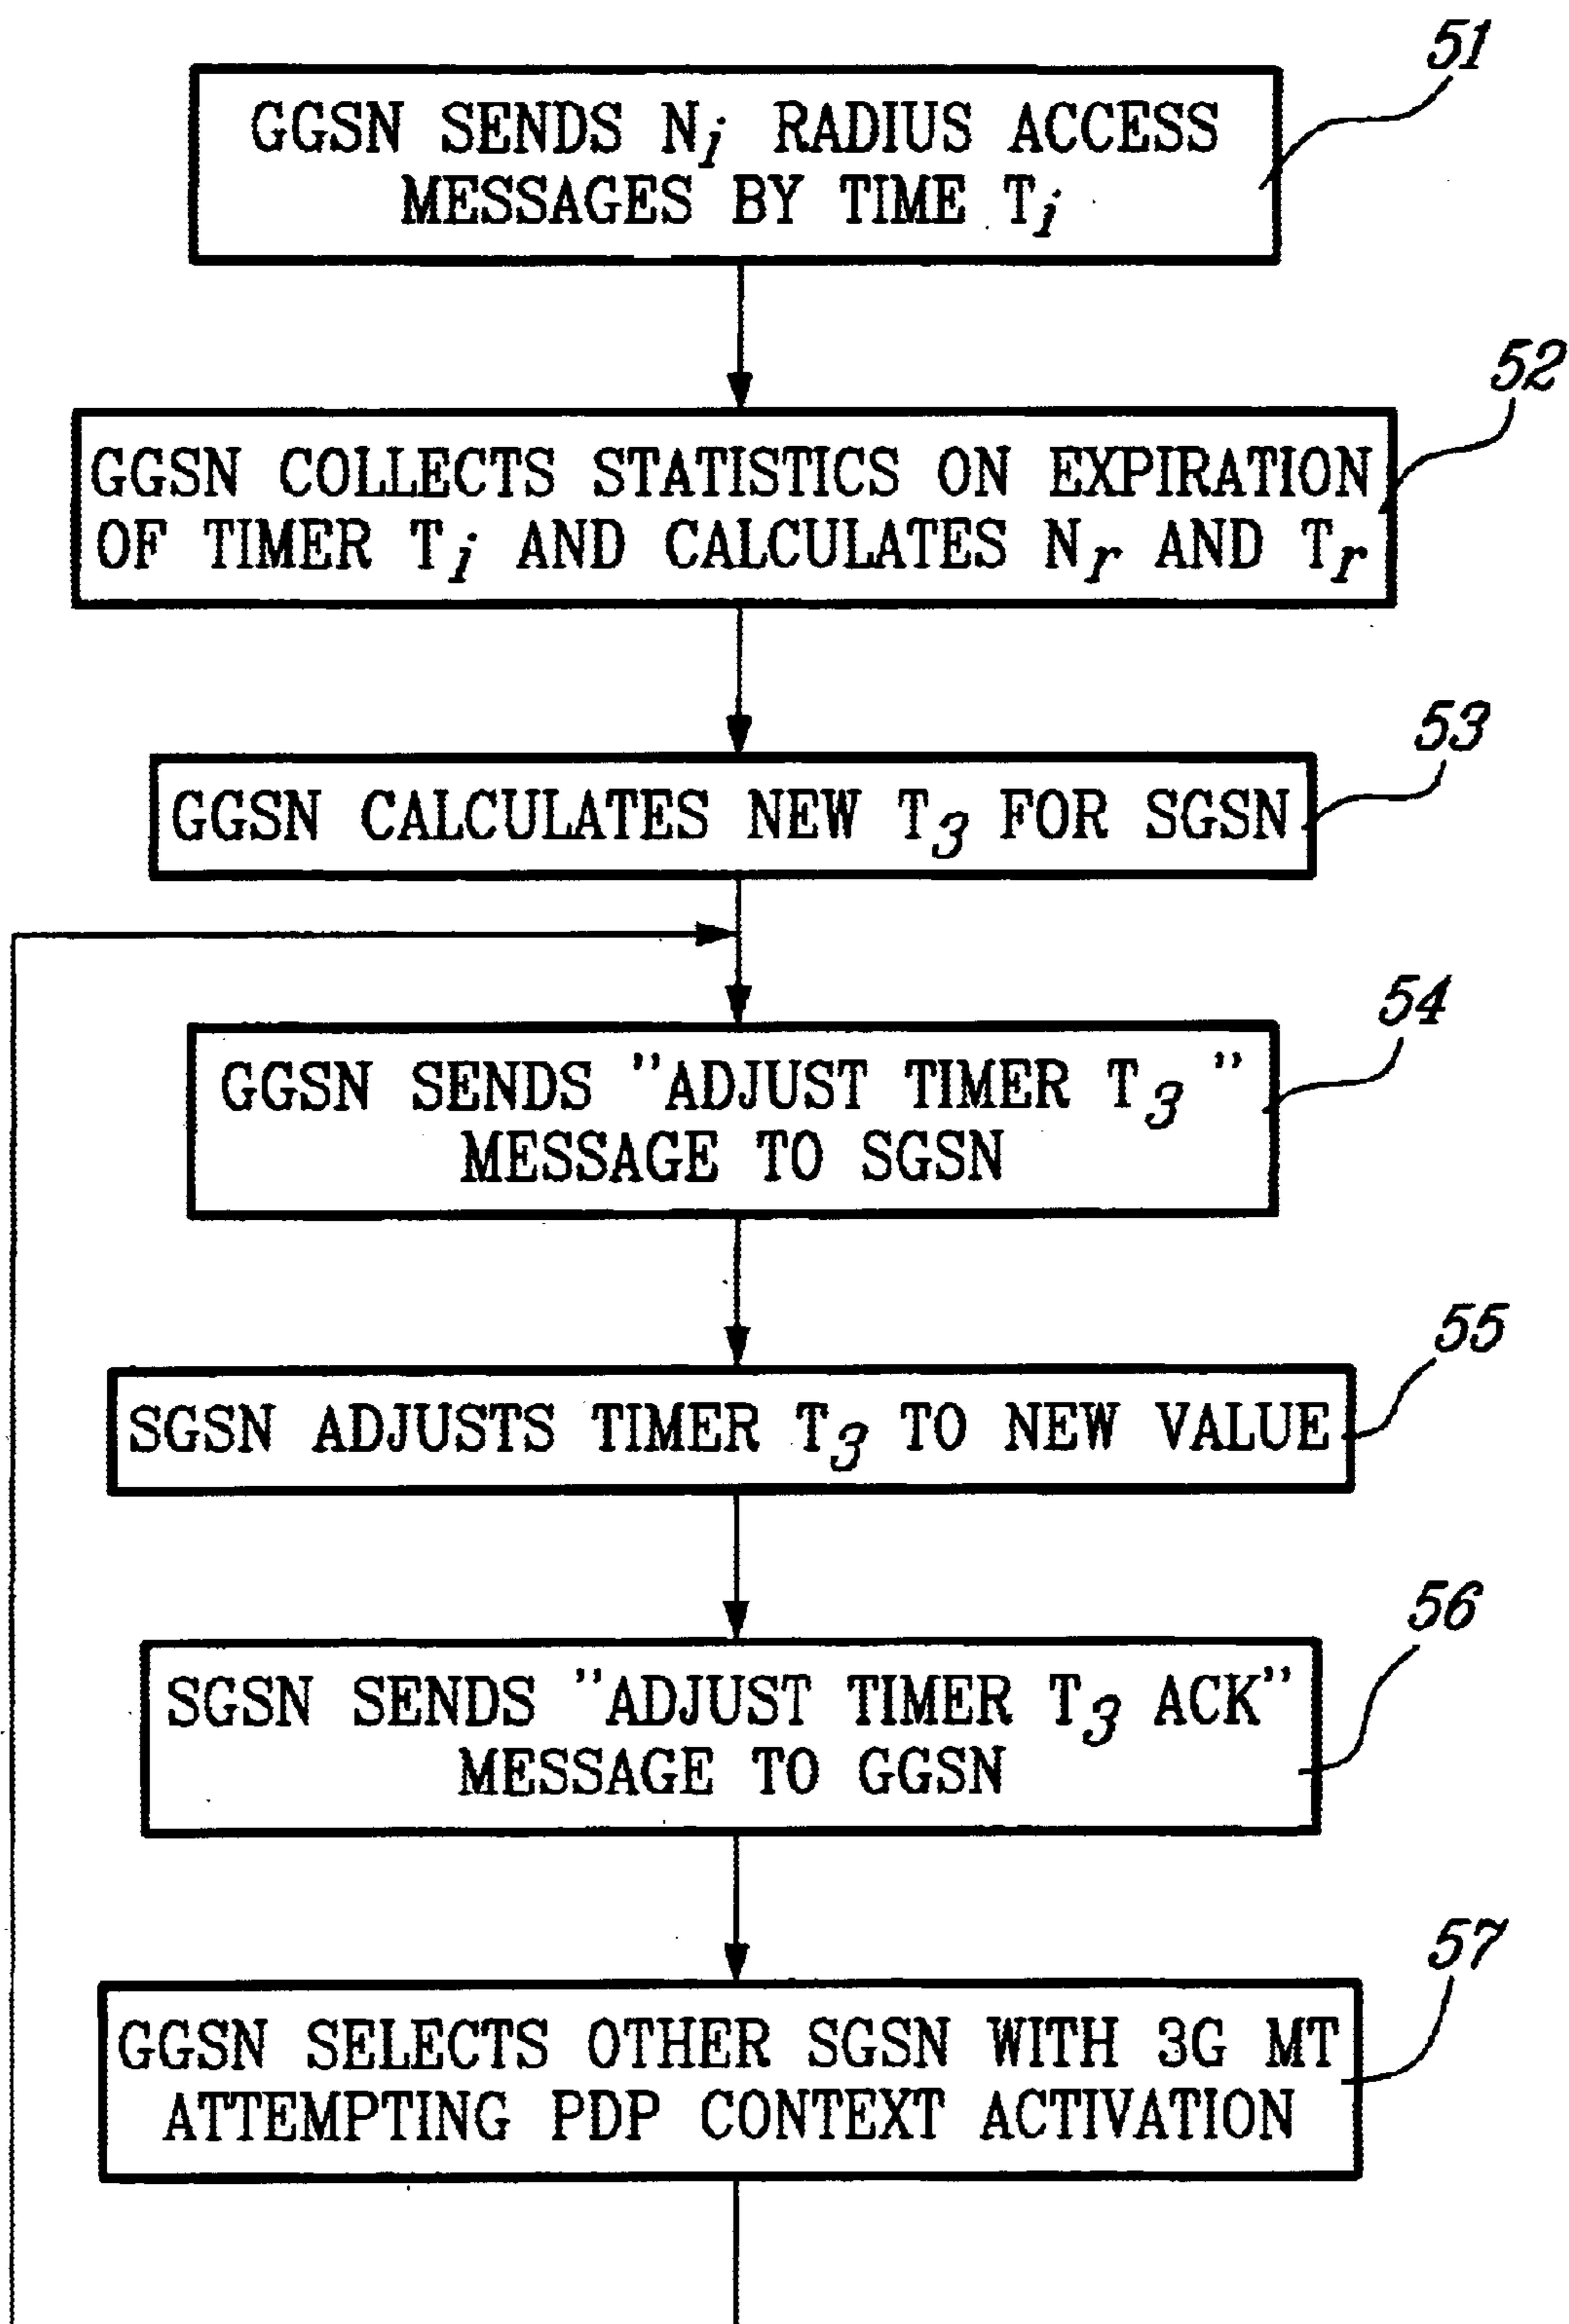 51
GGSN SENDS Ni RADIUS ACCESS
MESSAGES BY TIME Ti
52
GGSN COLLECTS STATISTICS ON EXPIRATION
OF TIMER Ti AND CALCULATES Nr AND Tr
53
GGSN CALCULATES NEW T3 FOR SGSN
54
GGSN SENDS "ADJUST TIMER T3 "
MESSAGE TO SGSN
55
SGSN ADJUSTS TIMER T3 TO NEW VALUE
56
SGSN SENDS "ADJUST TIMER T3 ACK"
MESSAGE TO GGSN
57
GGSN SELECTS OTHER SGSN WITH 3G MT
ATTEMPTING PDP CONTEXT ACTIVATION